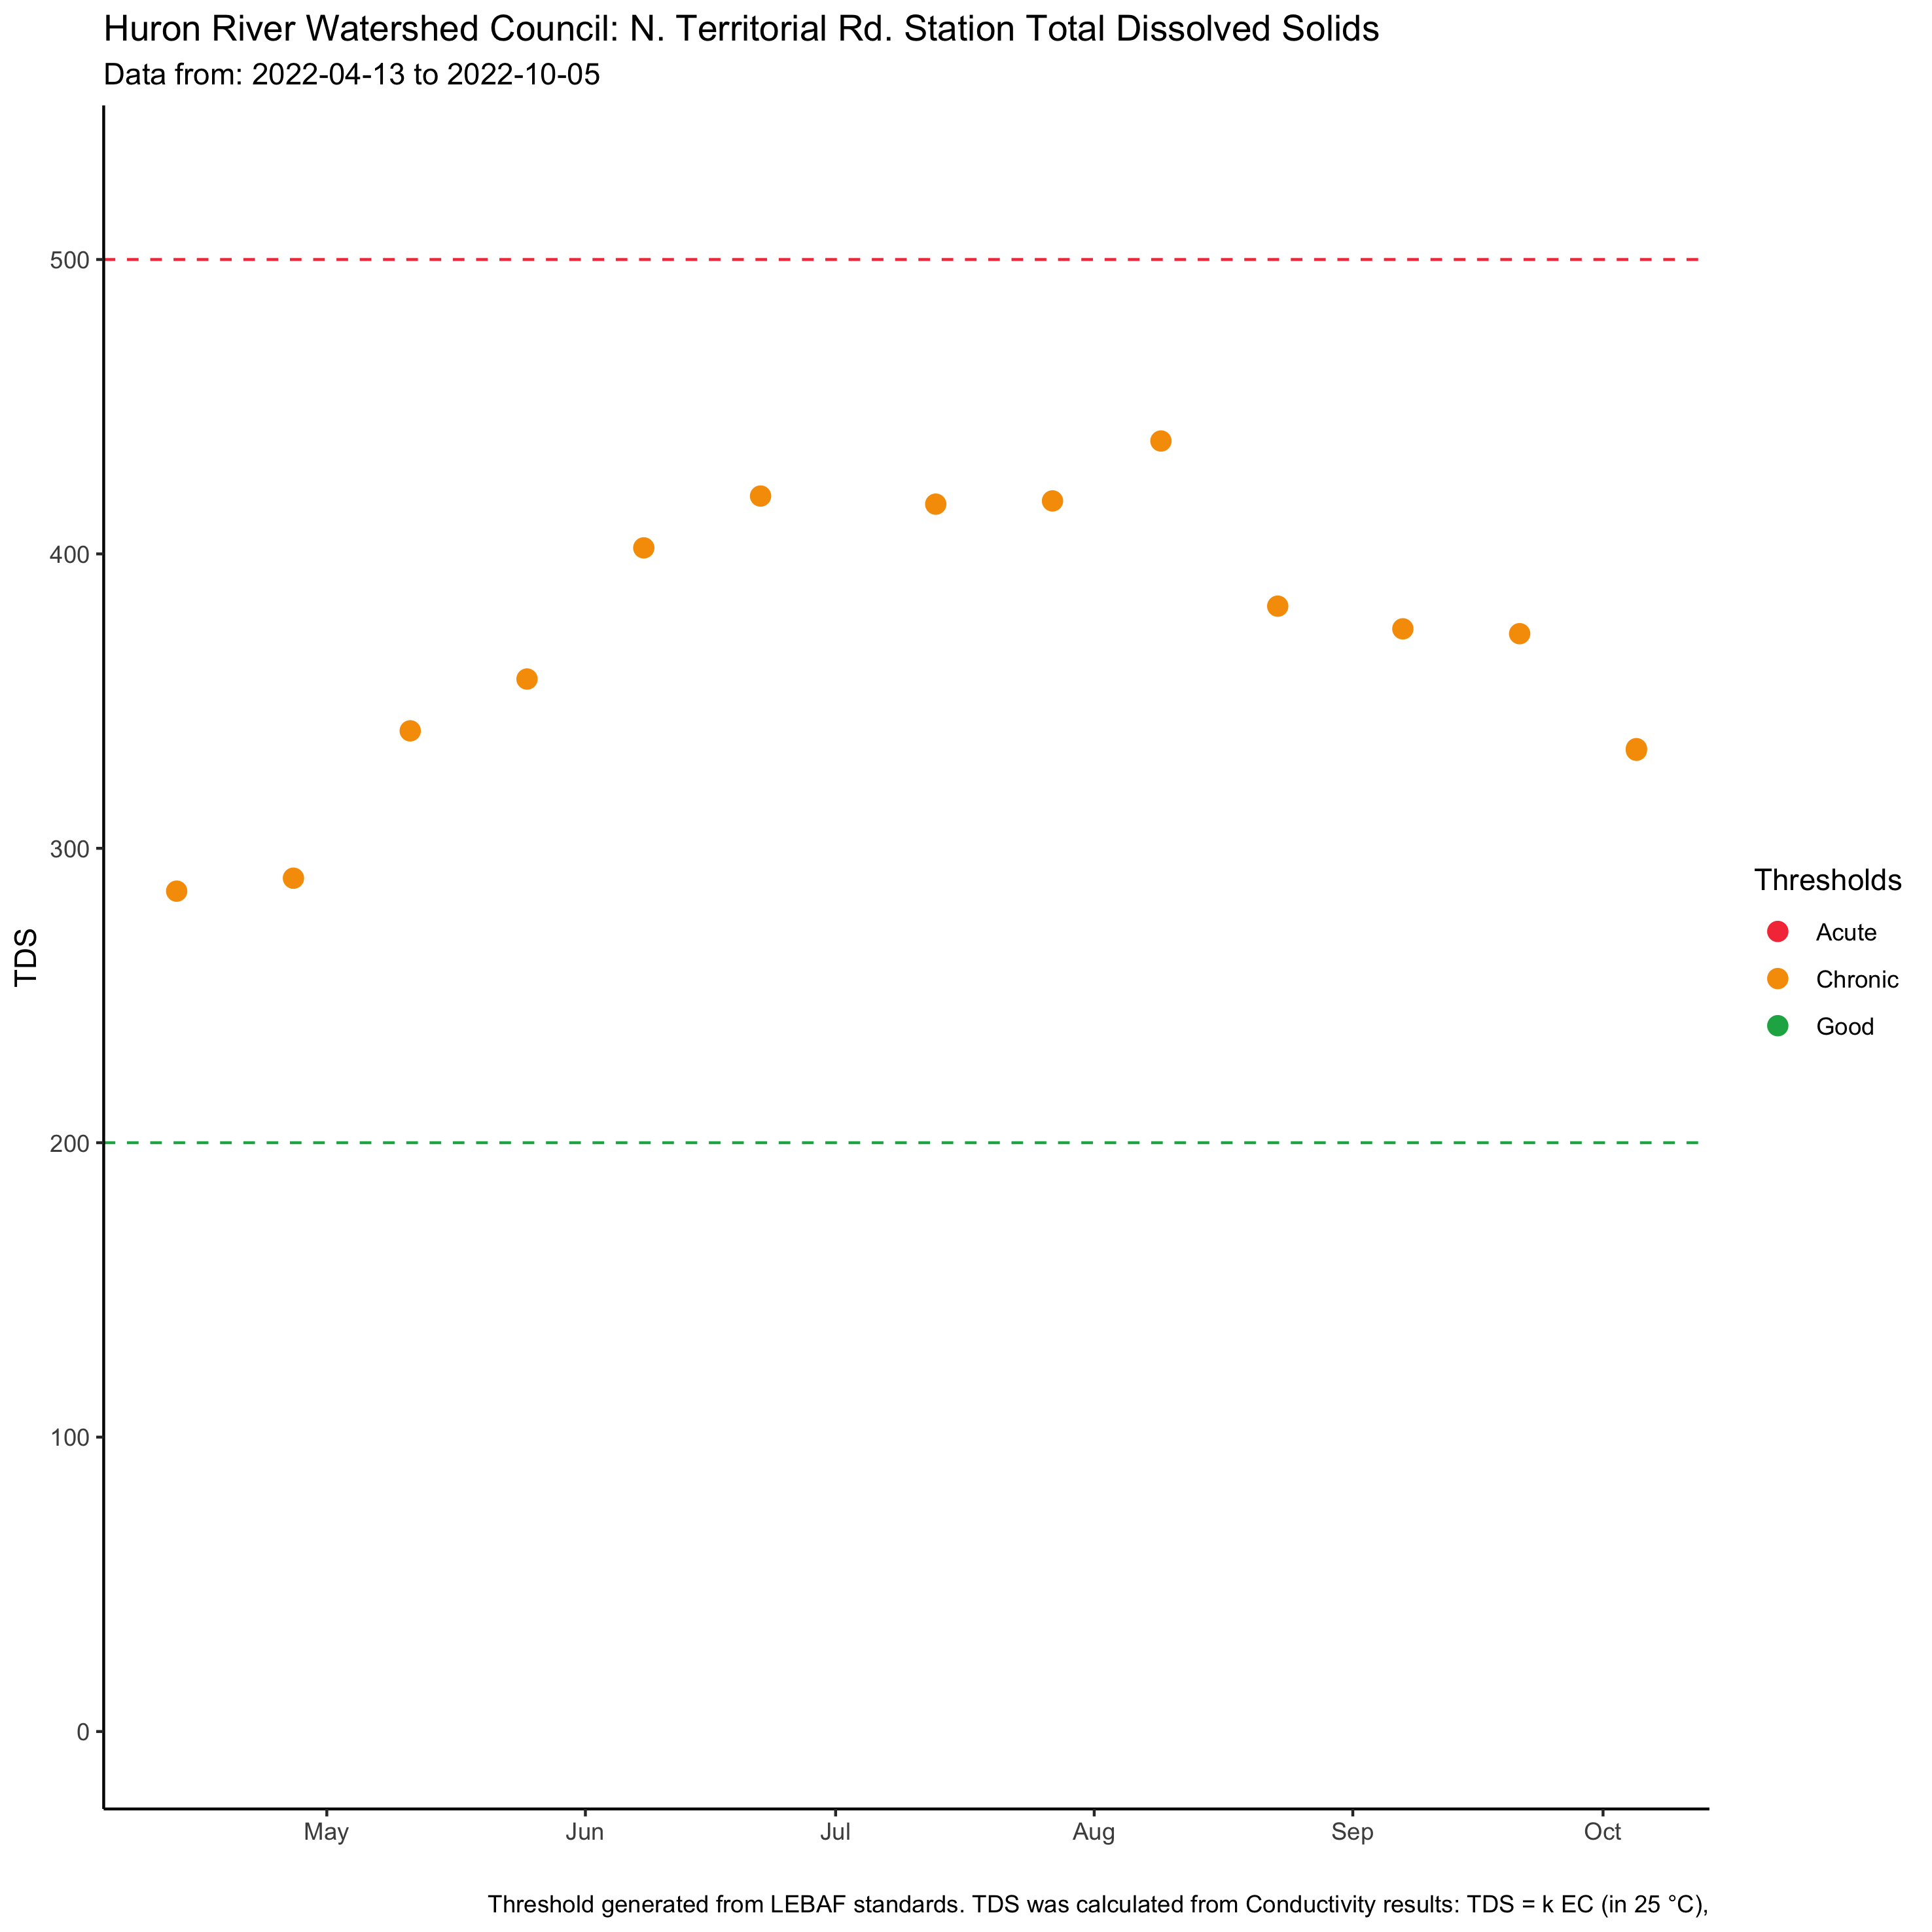 Huron River Watershed Council: N. Territorial Rd. Station Total Dissolved Solids
Data from: 2022-04-13 to 2022-10-05
500
400
300
200
100
0
TDS
May Jun Jul Aug Sep Oct
Thresholds
Acute
Chronic
Good
Threshold generated from LEBAF standards. TDS was calculated from Conductivity results: TDS = k EC (in 25 °C),